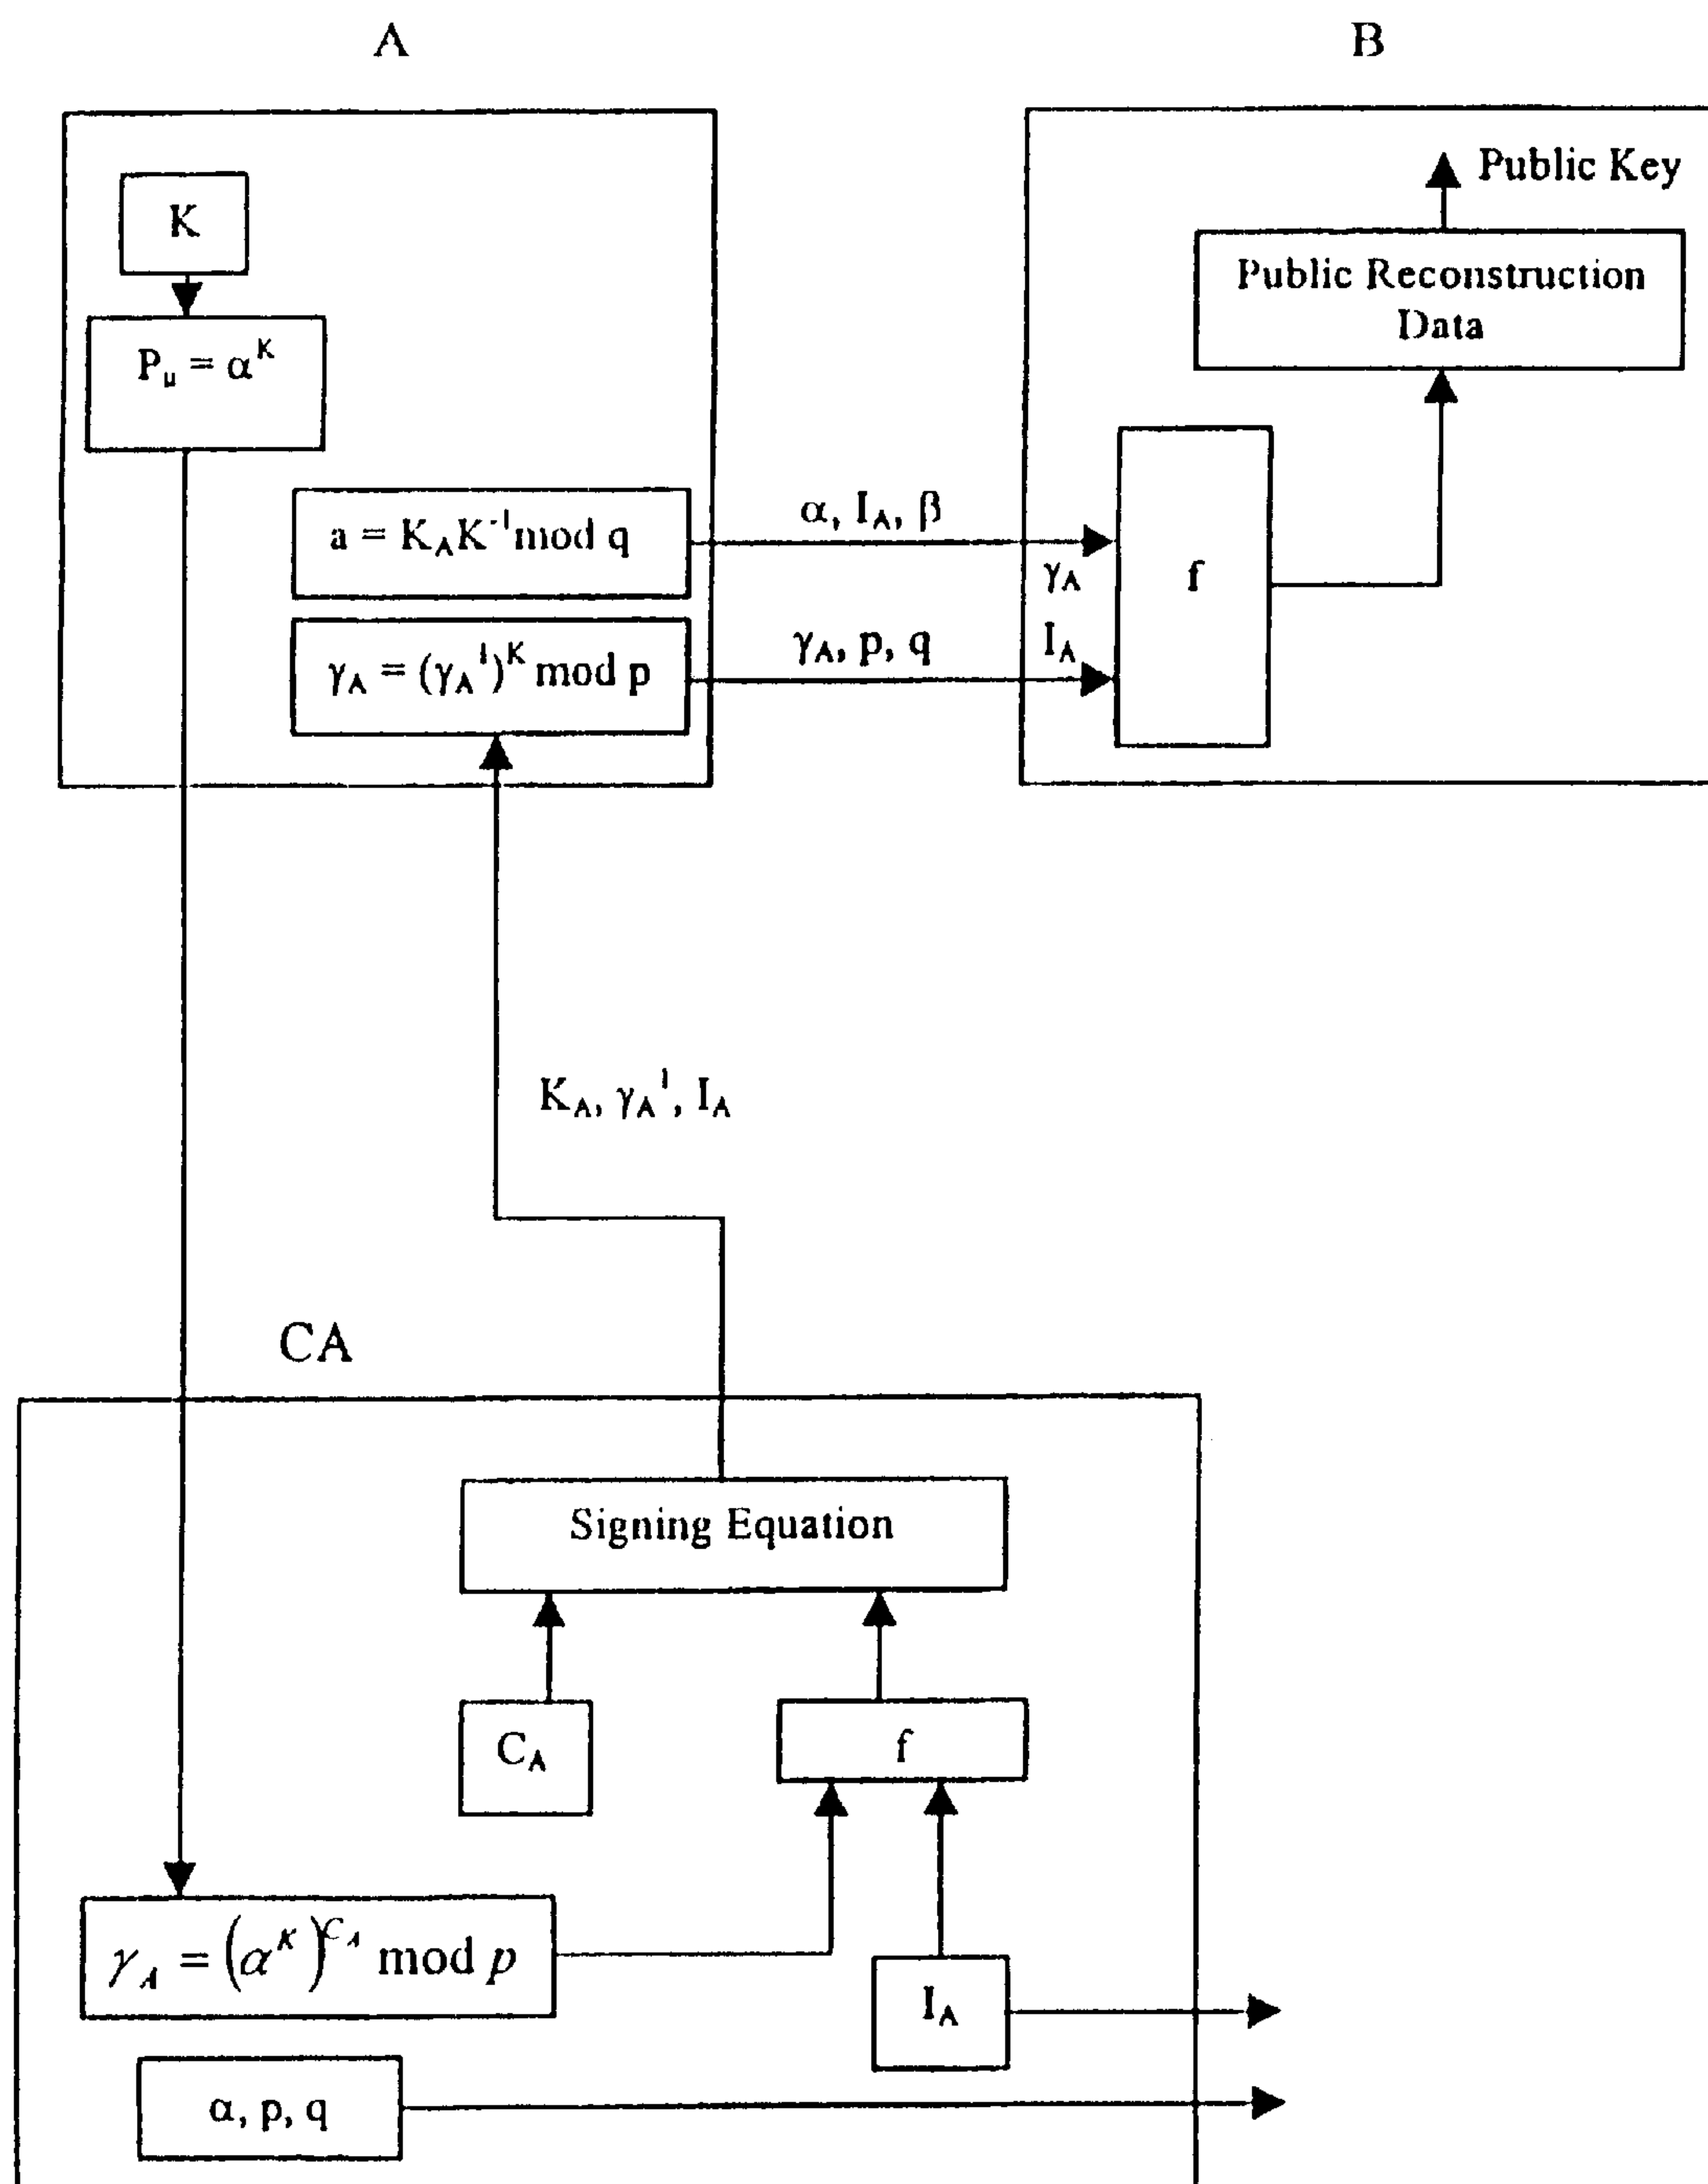 A
B
K
Pμ = α^K
a = K_A K^-1 mod q
γ_A = (γ_A^1)^K mod p
α, I_A, β
γ_A
γ_A, p, q
I_A
f
Public Key
Public Reconstruction
Data
K_A, γ_A^1, I_A
CA
Signing Equation
C_A
f
γ_A = (α^K)^C_A mod p
I_A
α, p, q